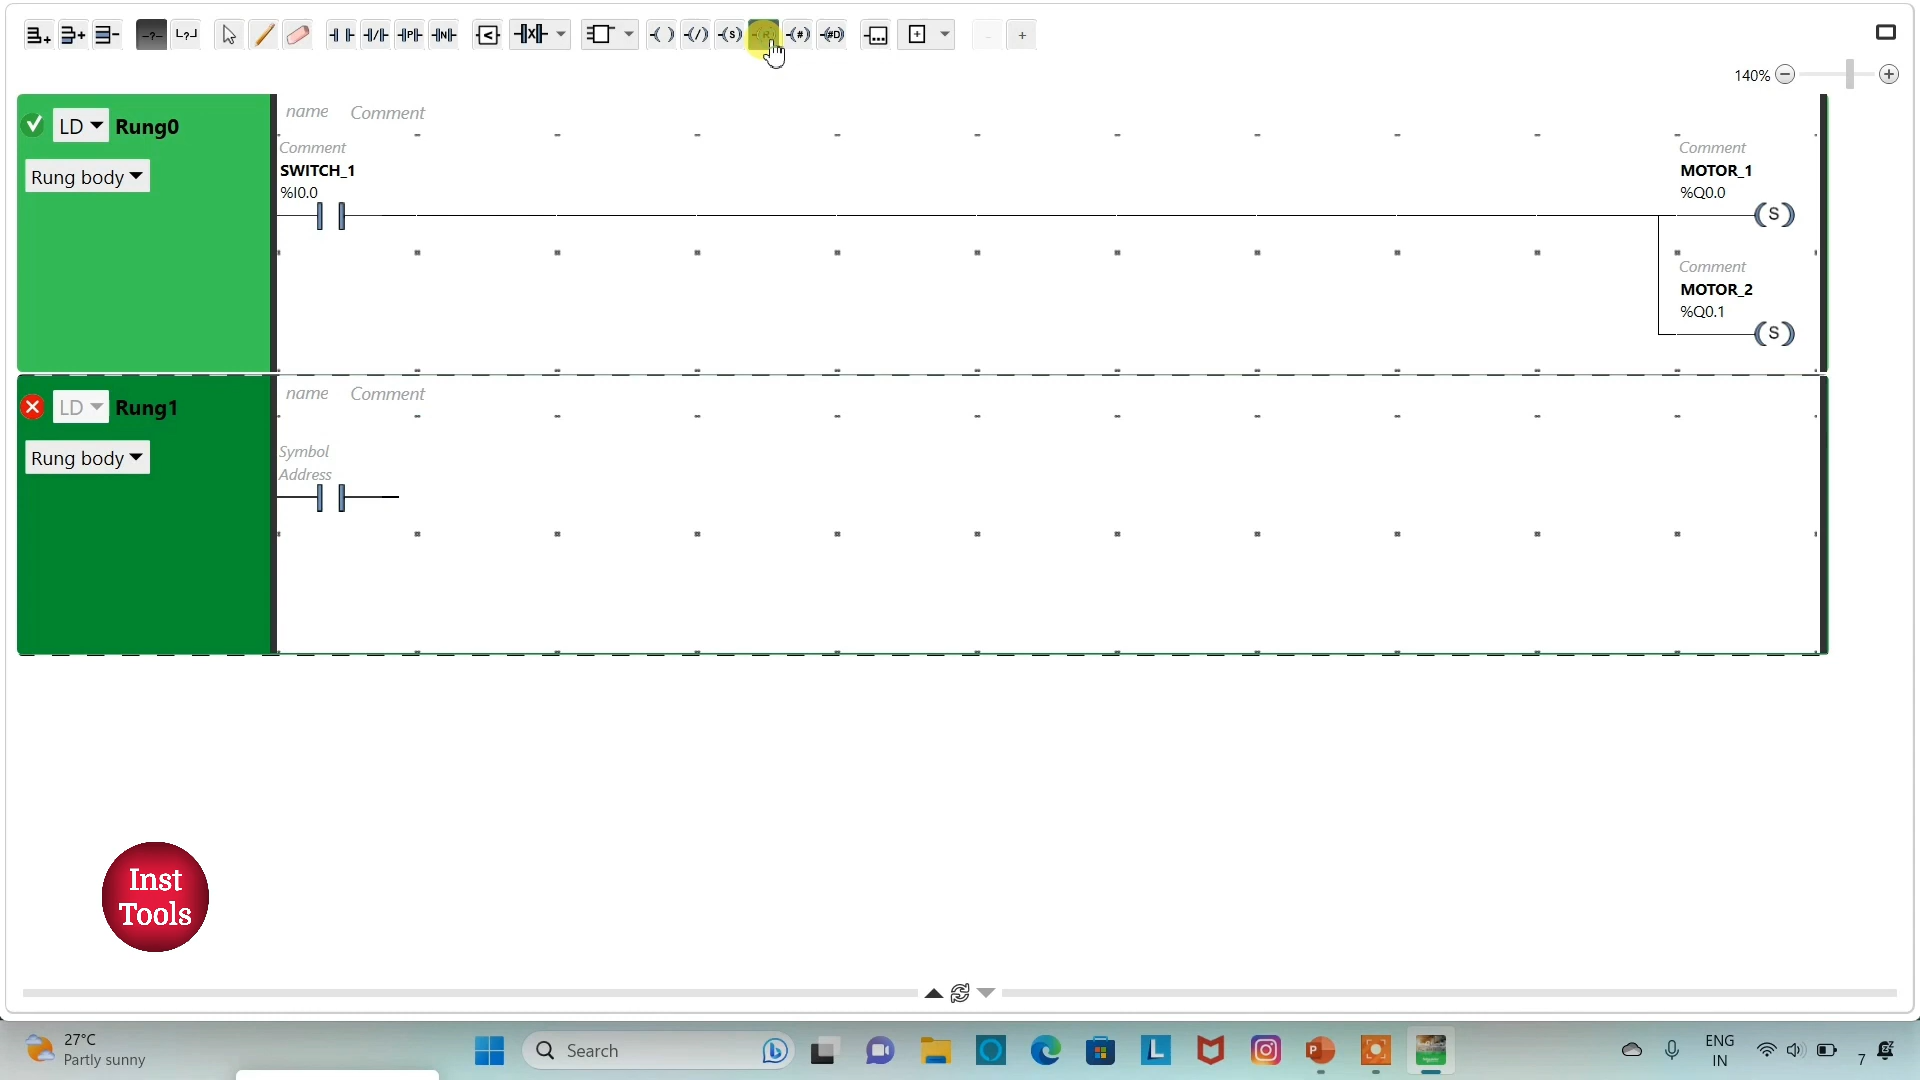 140%
LD Rung0
Rung body
name Comment
Comment
SWITCH_1
%I0.0
Comment
MOTOR_1
%Q0.0
(S)
Comment
MOTOR_2
%Q0.1
(S)
LD Rung1
Rung body
name Comment
Symbol
Address
Inst
Tools
27°C
Partly sunny
Search
ENG
IN
7